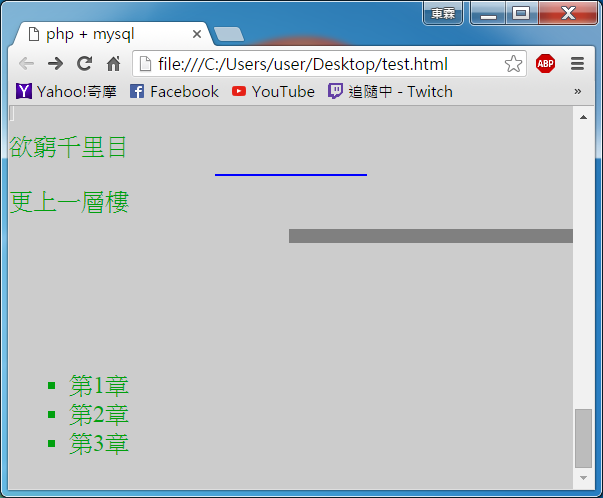 東霖
php + mysql
file:///C:/Users/user/Desktop/test.html
ABP
Yahoo!奇摩 Facebook YouTube 追隨中 - Twitch »
欲窮千里目
更上一層樓
第1章
第2章
第3章